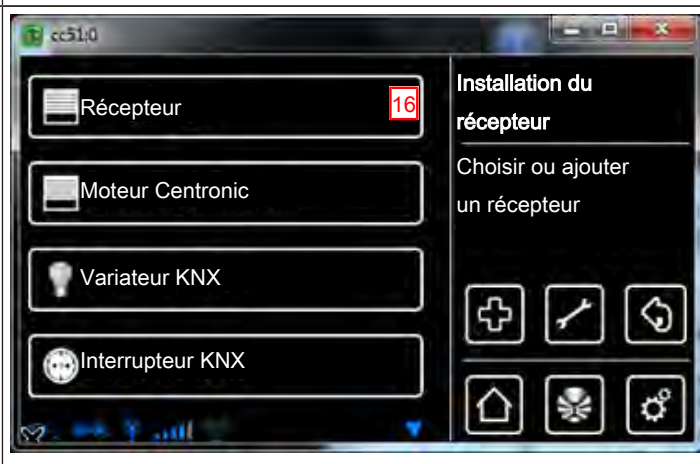 cc51:0
Récepteur
16
Moteur Centronic
Variateur KNX
Interrupteur KNX
Installation du
récepteur
Choisir ou ajouter
un récepteur